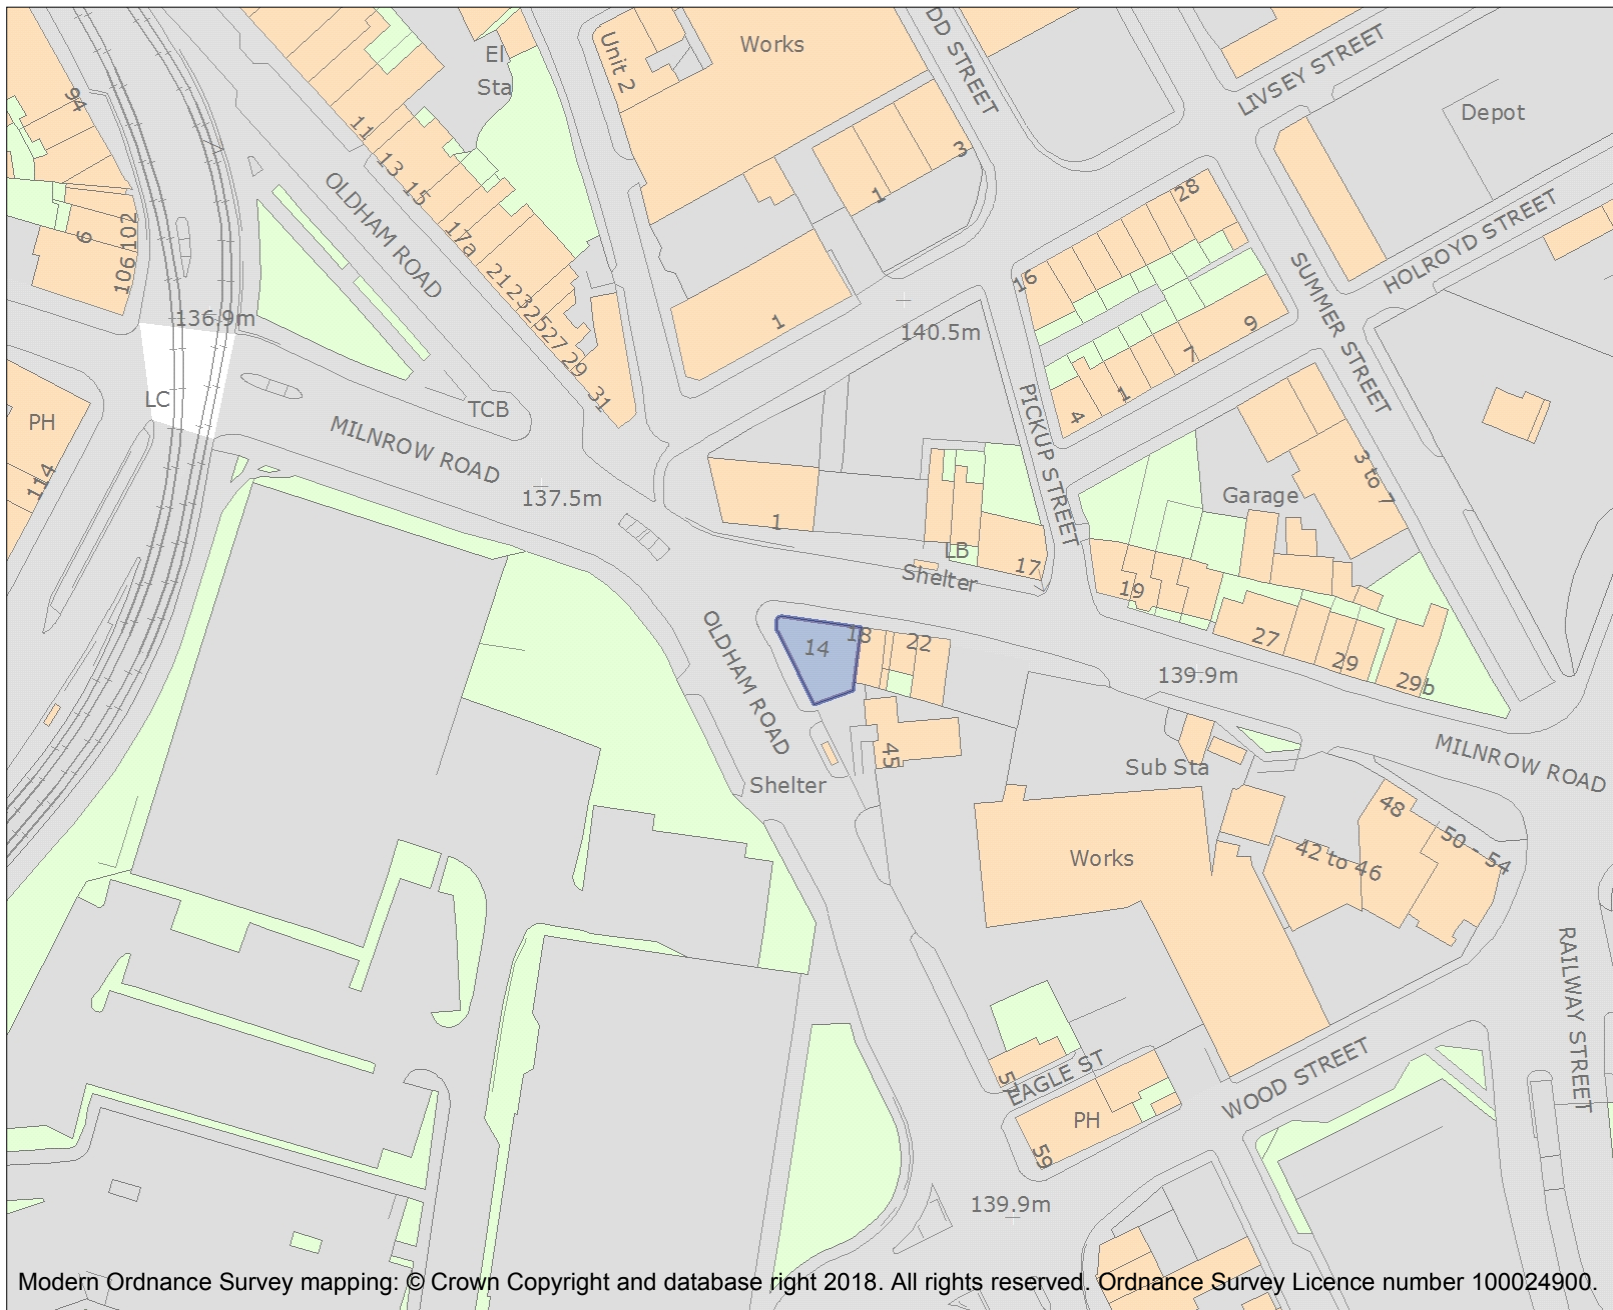 El
Sta
Unit 2
Works
DD STREET
LIVSEY STREET
Depot
94
11
13
15
17a
21
23
25
27
29
31
OLDHAM ROAD
3
1
28
16
HOLROYD STREET
SUMMER STREET
6
102
106
136.9m
1
140.5m
9
7
1
4
PICKUP STREET
LC
TCB
PH
114
MILNROW ROAD
137.5m
1
3 to 7
Garage
LB
Shelter
17
19
27
29
29b
OLDHAM ROAD
14
18
22
139.9m
45
Shelter
Sub Sta
MILNROW ROAD
Works
48
42 to 46
50 - 54
RAILWAY STREET
EAGLE ST
WOOD STREET
PH
59
139.9m
Modern Ordnance Survey mapping: © Crown Copyright and database right 2018. All rights reserved. Ordnance Survey Licence number 100024900.